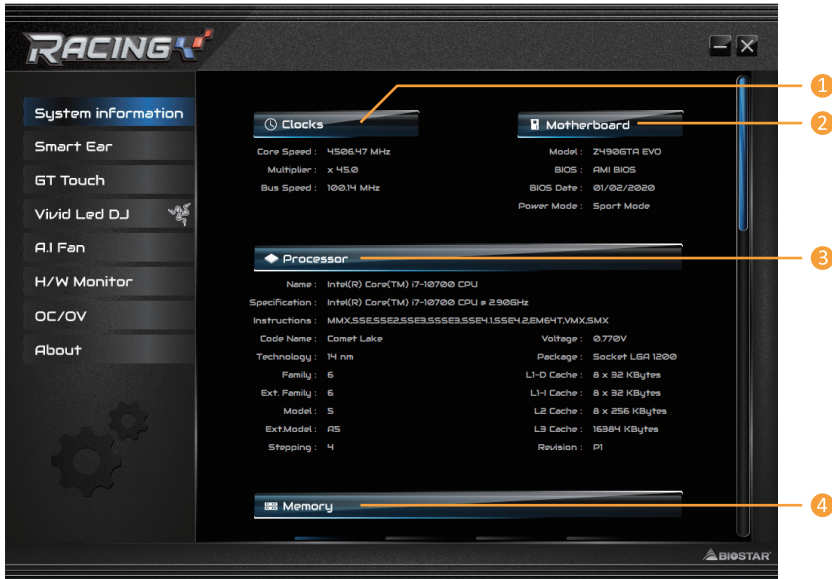 RACING
System information
Smart Ear
GT Touch
Vivid Led DJ
A.I Fan
H/W Monitor
OC/OV
About
Clocks
Core Speed : 4506.47 MHz
Multiplier : x 45.0
Bus Speed : 100.14 MHz
1
Motherboard
Model : Z490GTA EVO
BIOS : AMI BIOS
BIOS Date : 01/02/2020
Power Mode : Sport Mode
2
Processor
3
Name : Intel(R) Core(TM) i7-10700 CPU
Specification : Intel(R) Core(TM) i7-10700 CPU @ 2.90GHz
Instructions : MMX,SSE,SSE2,SSE3,SSSE3,SSE4.1,SSE4.2,EM64T,VMX,SMX
Code Name : Comet Lake
Technology : 14 nm
Family : 6
Ext. Family : 6
Model : 5
Ext.Model : A5
Stepping : 4
Voltage : 0.770V
Package : Socket LGA 1200
L1-D Cache : 8 x 32 KBytes
L1-I Cache : 8 x 32 KBytes
L2 Cache : 8 x 256 KBytes
L3 Cache : 16384 KBytes
Revision : P1
Memory
4
BIOSTAR